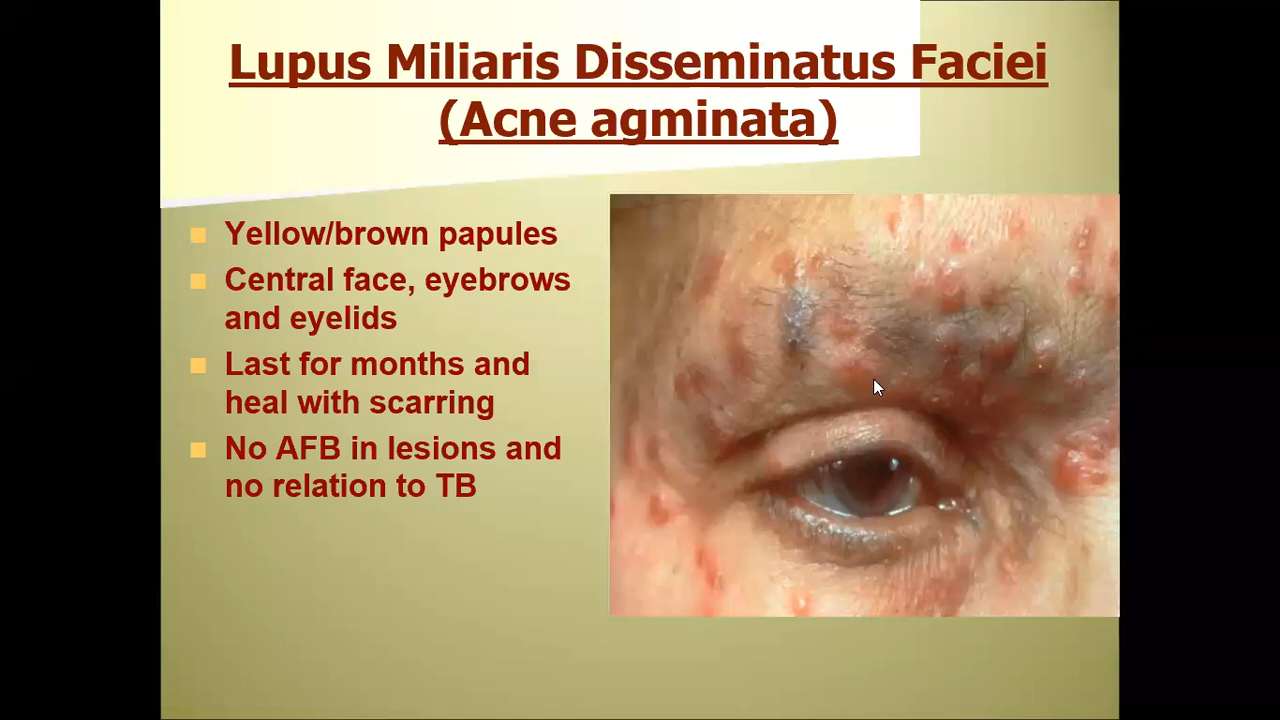 Lupus Miliaris Disseminatus Faciei
(Acne agminata)
Yellow/brown papules
Central face, eyebrows
and eyelids
Last for months and
heal with scarring
No AFB in lesions and
no relation to TB